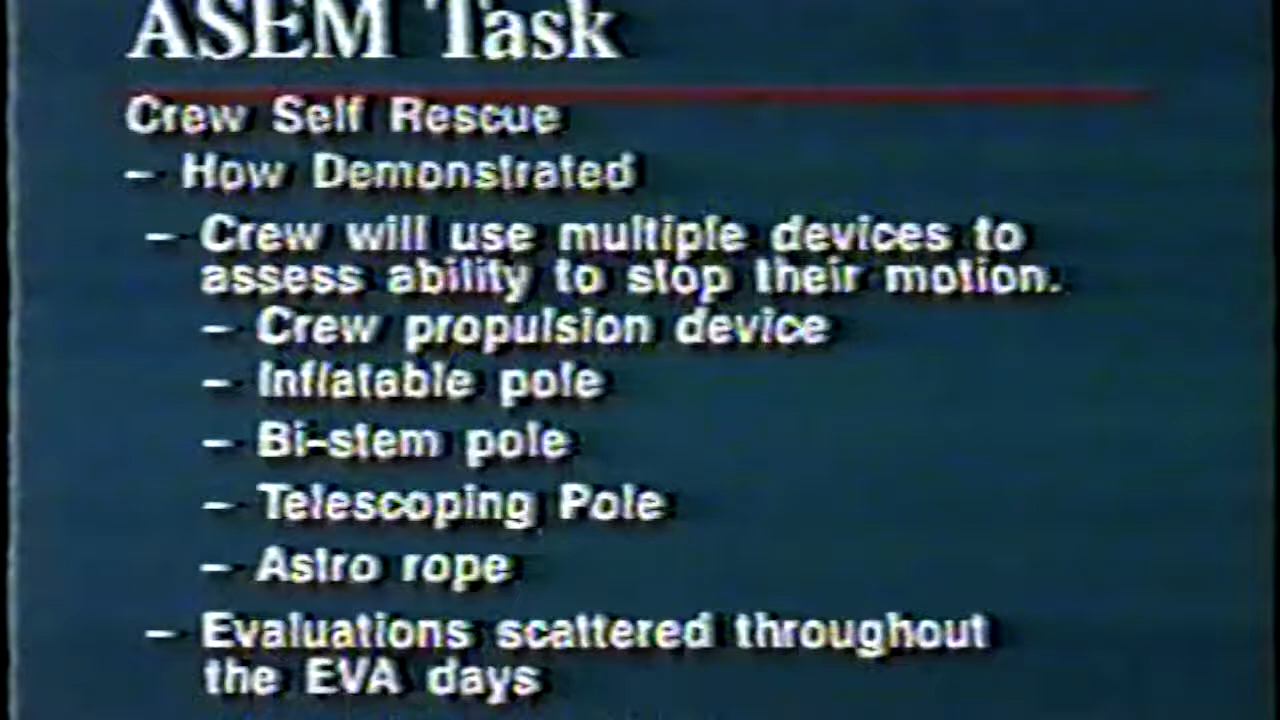 ASEM Task
Crew Self Rescue
– How Demonstrated
– Crew will use multiple devices to
assess ability to stop their motion.
– Crew propulsion device
– Inflatable pole
– Bi-stem pole
– Telescoping Pole
– Astro rope
– Evaluations scattered throughout
the EVA days